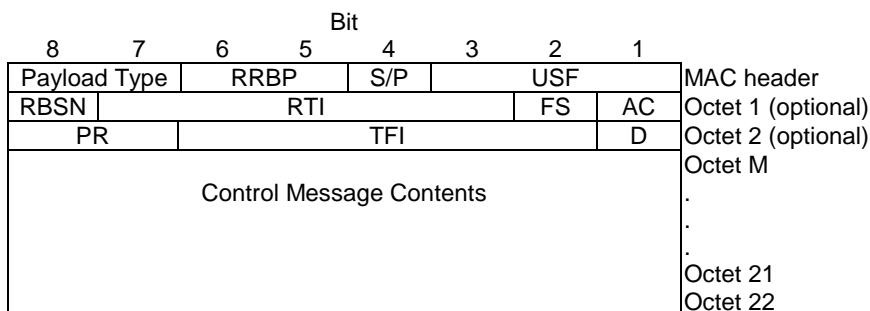 Bit
8 7 6 5 4 3 2 1
Payload Type RRBP S/P USF MAC header
RBSN RTI FS AC Octet 1 (optional)
PR TFI D Octet 2 (optional)
Octet M
Control Message Contents .
.
.
Octet 21
Octet 22